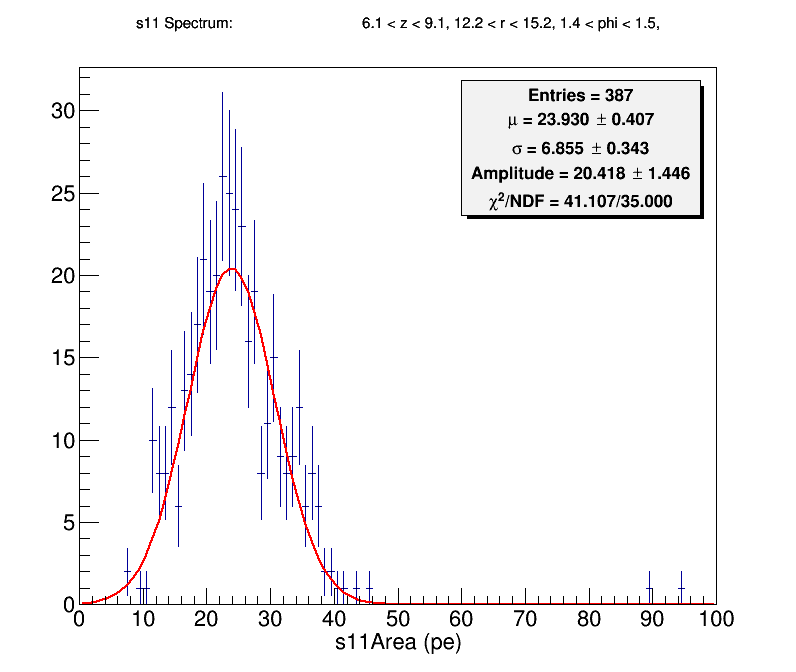 s11 Spectrum: 6.1 < z < 9.1, 12.2 < r < 15.2, 1.4 < phi < 1.5,
Entries = 387
μ = 23.930 ± 0.407
σ = 6.855 ± 0.343
Amplitude = 20.418 ± 1.446
χ²/NDF = 41.107/35.000
30
25
20
15
10
5
0
0 10 20 30 40 50 60 70 80 90 100
s11Area (pe)